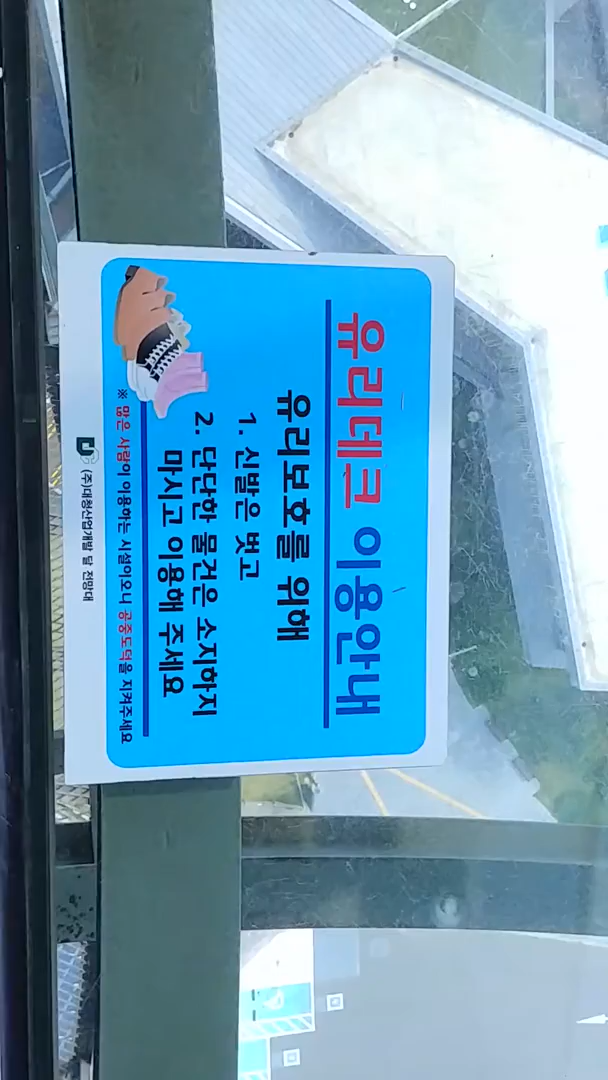 유리데크 이용안내
유리보호를 위해
1. 신발은 벗고
2. 단단한 물건은 소지하지
마시고 이용해 주세요
※ 많은 사람이 이용하는 시설이오니 공중도덕을 지켜주세요
(주)대청산업개발 달 전망대